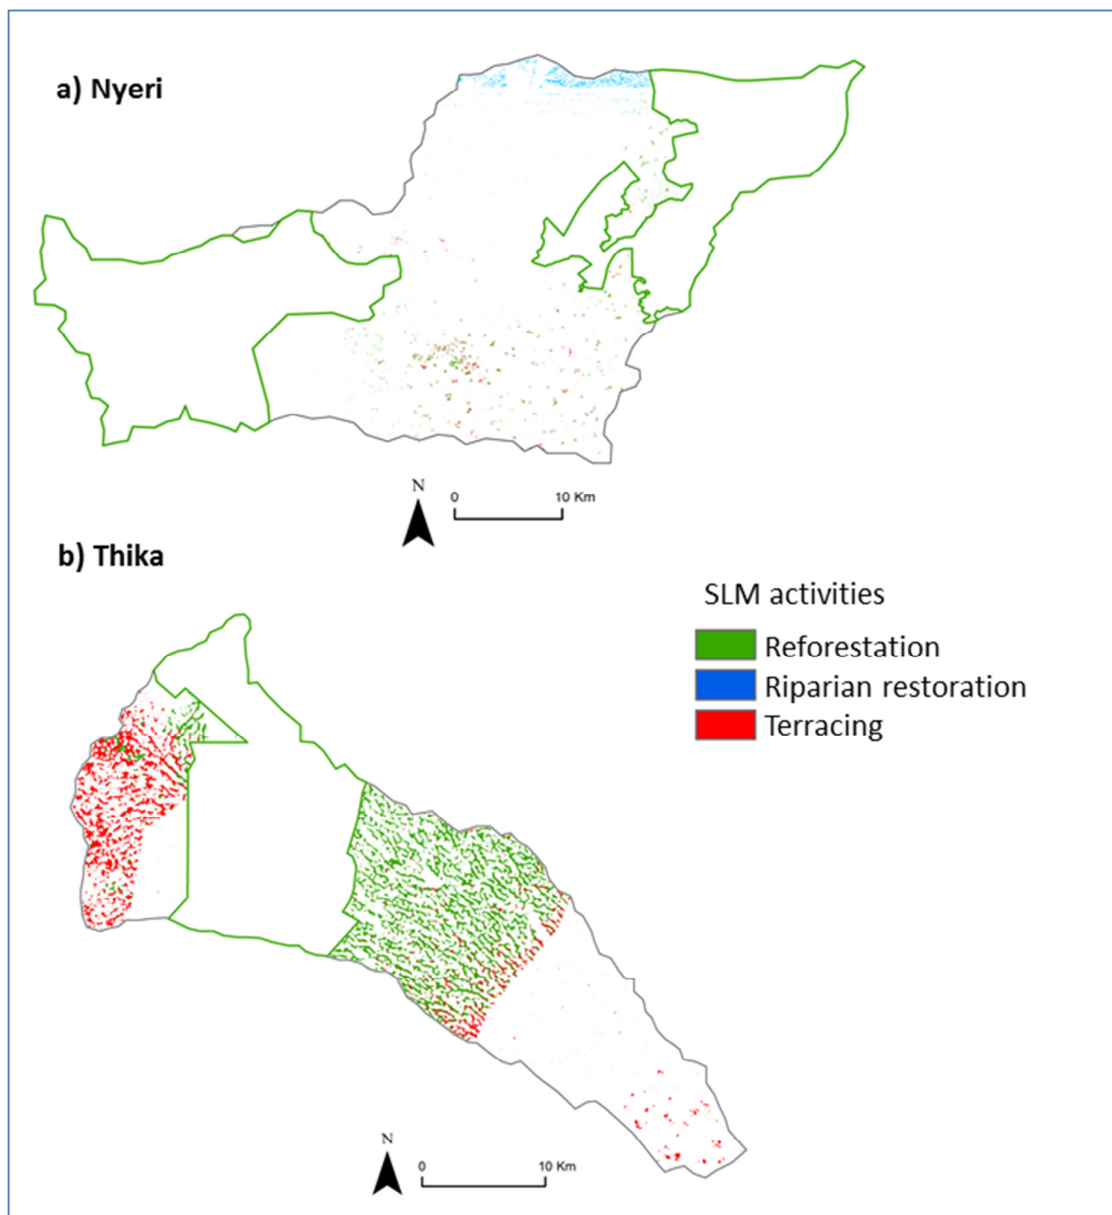 a) Nyeri
N
0 10 Km
b) Thika
SLM activities
Reforestation
Riparian restoration
Terracing
N
0 10 Km